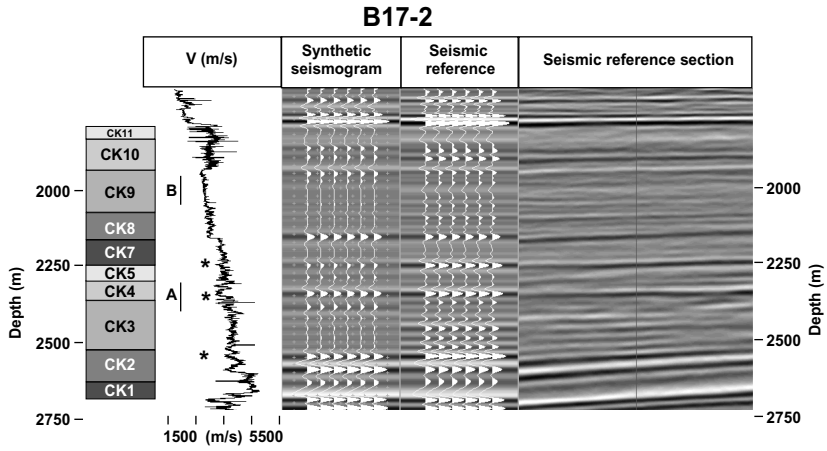 B17-2
V (m/s)
Synthetic
seismogram
Seismic
reference
Seismic reference section
CK11
CK10
CK9
CK8
CK7
CK5
CK4
CK3
CK2
CK1
2000
2250
2500
2750
Depth (m)
B
*
A
*
*
1500 (m/s) 5500
2000
2250
2500
2750
Depth (m)